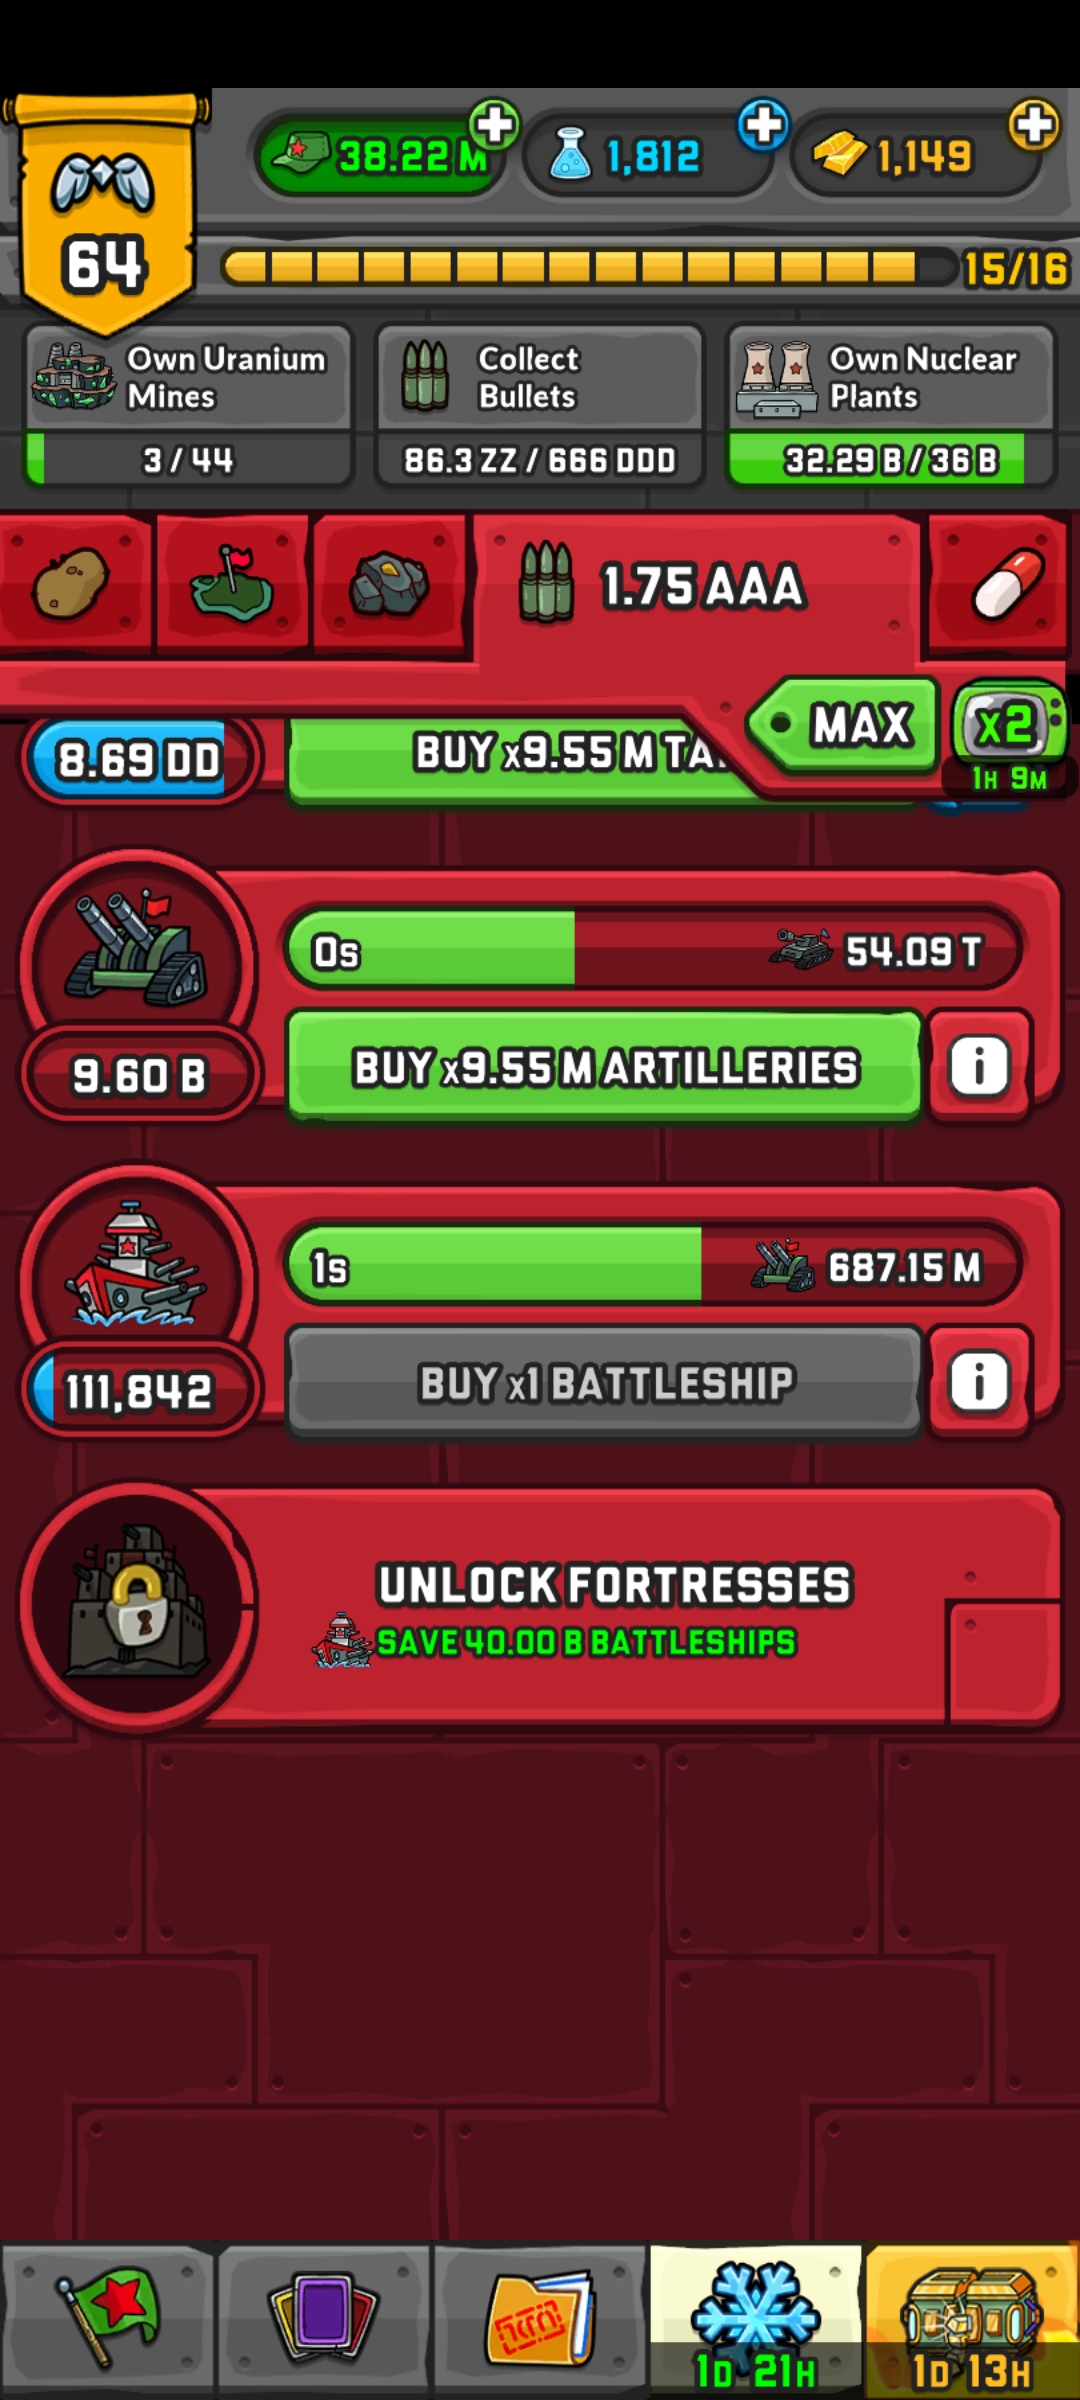 38.22 M
1,812
1,149
64
15/16
Own Uranium
Mines
3 / 44
Collect
Bullets
86.3 ZZ / 666 DDD
Own Nuclear
Plants
32.29 B / 36 B
1.75 AAA
MAX
x2
1H 9M
8.69 DD
BUY x9.55 M TA
0s
54.09 T
9.60 B
BUY x9.55 M ARTILLERIES
i
1s
687.15 M
111,842
BUY x1 BATTLESHIP
i
UNLOCK FORTRESSES
SAVE 40.00 B BATTLESHIPS
1D 21H
1D 13H